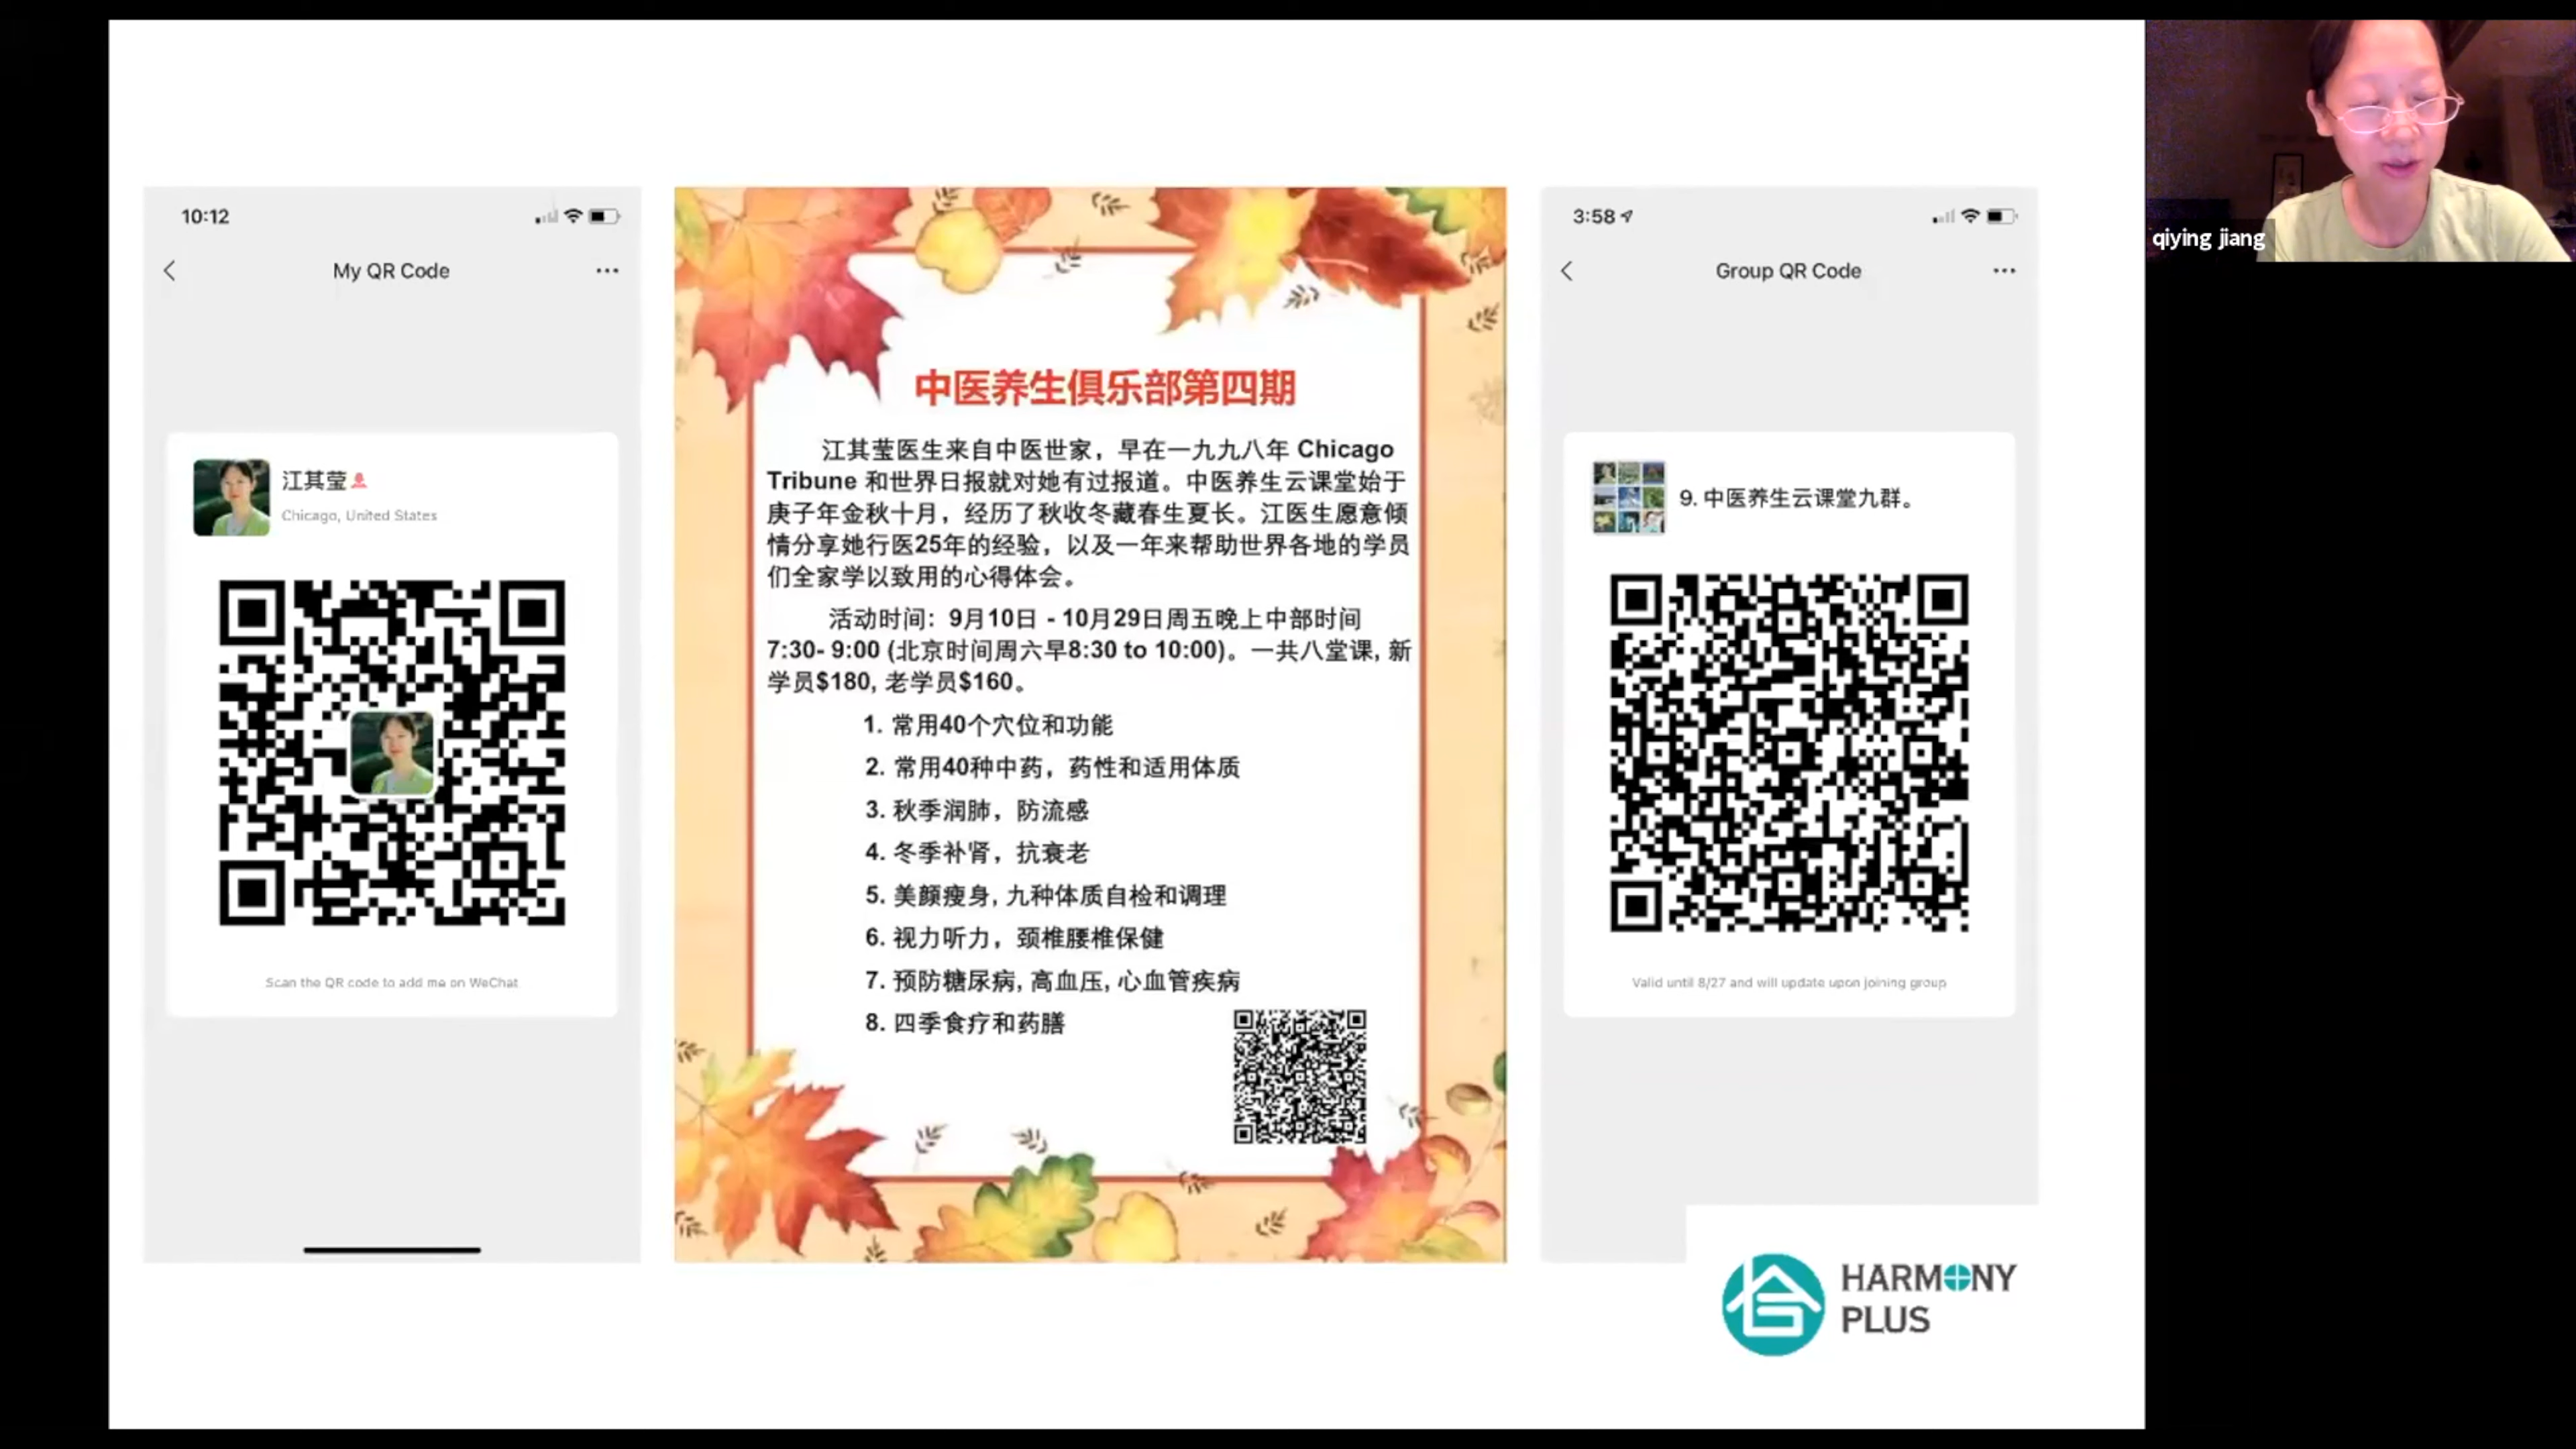 10:12
My QR Code
江其莹
Chicago, United States
Scan the QR code to add me on WeChat
中医养生俱乐部第四期
江其莹医生来自中医世家，早在一九九八年 Chicago
Tribune 和世界日报就对她有过报道。中医养生云课堂始于
庚子年金秋十月，经历了秋收冬藏春生夏长。江医生愿意倾
情分享她行医25年的经验，以及一年来帮助世界各地的学员
们全家学以致用的心得体会。
活动时间：9月10日 - 10月29日周五晚上中部时间
7:30- 9:00 (北京时间周六早8:30 to 10:00)。一共八堂课, 新
学员$180, 老学员$160。
1. 常用40个穴位和功能
2. 常用40种中药，药性和适用体质
3. 秋季润肺，防流感
4. 冬季补肾，抗衰老
5. 美颜瘦身, 九种体质自检和调理
6. 视力听力，颈椎腰椎保健
7. 预防糖尿病, 高血压, 心血管疾病
8. 四季食疗和药膳
3:58
Group QR Code
9. 中医养生云课堂九群。
Valid until 8/27 and will update upon joining group
HARMONY
PLUS
qiying jiang